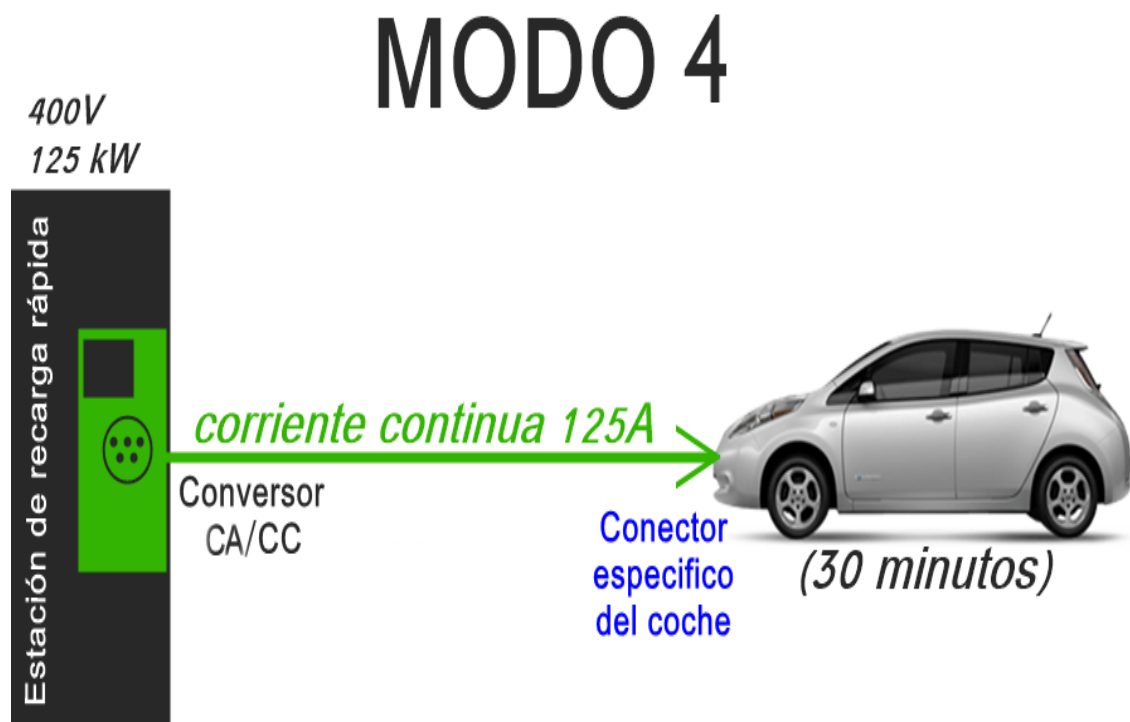 MODO 4
400V
125 kW
Estación de recarga rápida
corriente continua 125A
Conversor
CA/CC
Conector
especifico
del coche
(30 minutos)